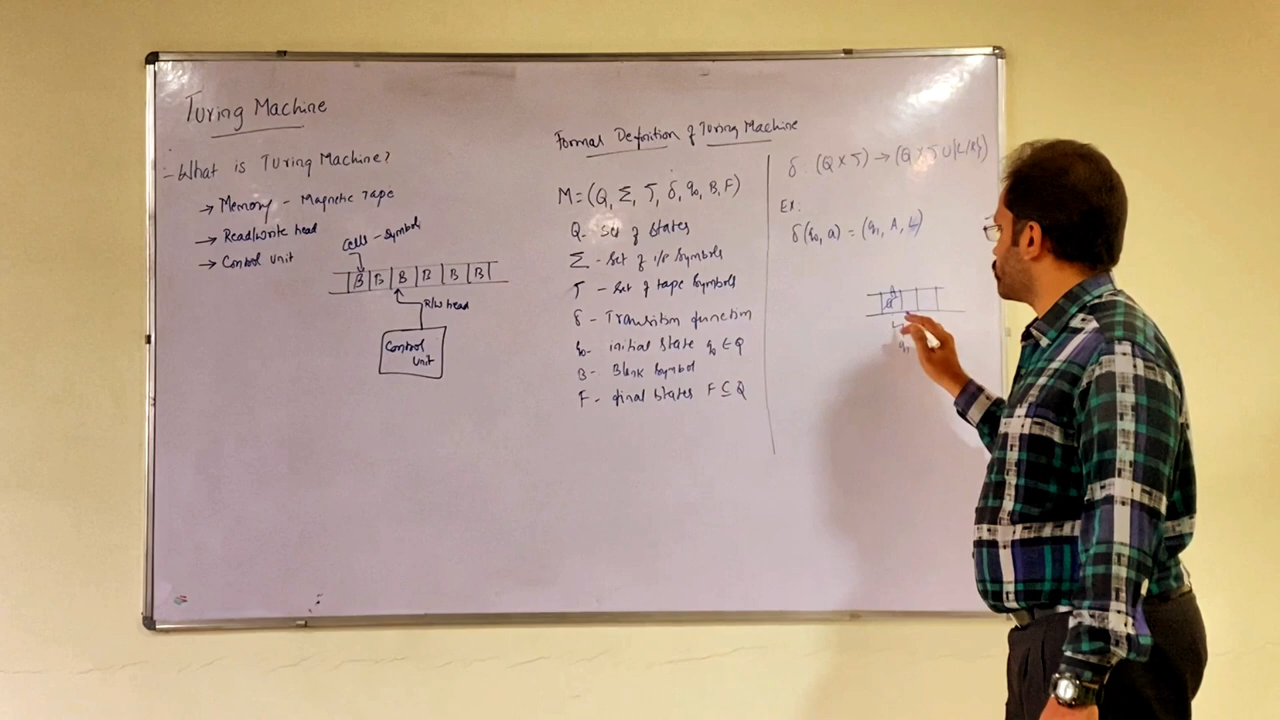 Turing Machine
- What is Turing Machine?
→ Memory - Magnetic Tape
→ Read/write head
→ Control Unit
Cells - Symbols
B B B B B B
R/W head
Control
Unit
Formal Definition of Turing Machine
M = (Q, Σ, Ƭ, δ, q₀, B, F)
Q - Set of States
Σ - Set of i/p Symbols
Ƭ - Set of tape Symbols
δ - Transition function
q₀ - initial State q₀ ∈ Q
B - Blank Symbol
F - final States F ⊆ Q
δ : (Q × Ƭ) → (Q × Ƭ ∪ {L/R})
Ex:
δ(q₀, a) = (q₁, A, L)
q₁